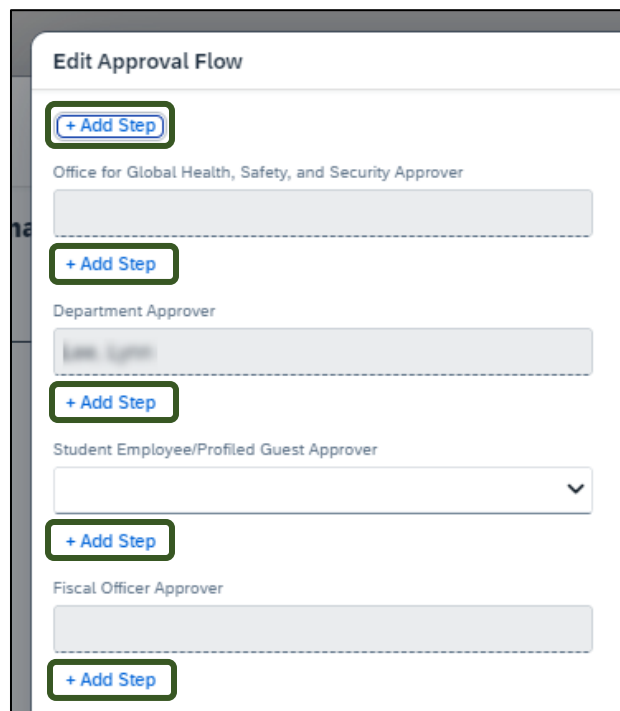 Edit Approval Flow
+ Add Step
Office for Global Health, Safety, and Security Approver
+ Add Step
Department Approver
+ Add Step
Student Employee/Profiled Guest Approver
+ Add Step
Fiscal Officer Approver
+ Add Step